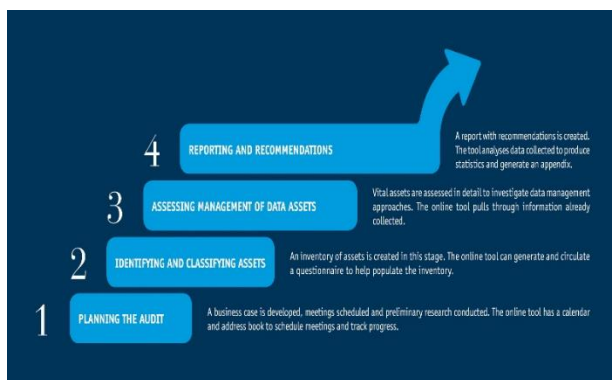 4
REPORTING AND RECOMMENDATIONS
A report with recommendations is created.
The tool analyses data collected to produce
statistics and generate an appendix.
3
ASSESSING MANAGEMENT OF DATA ASSETS
Vital assets are assessed in detail to investigate data management
approaches. The online tool pulls through information already
collected.
2
IDENTIFYING AND CLASSIFYING ASSETS
An inventory of assets is created in this stage. The online tool can generate and circulate
a questionnaire to help populate the inventory.
1
PLANNING THE AUDIT
A business case is developed, meetings scheduled and preliminary research conducted. The online tool has a calendar
and address book to schedule meetings and track progress.